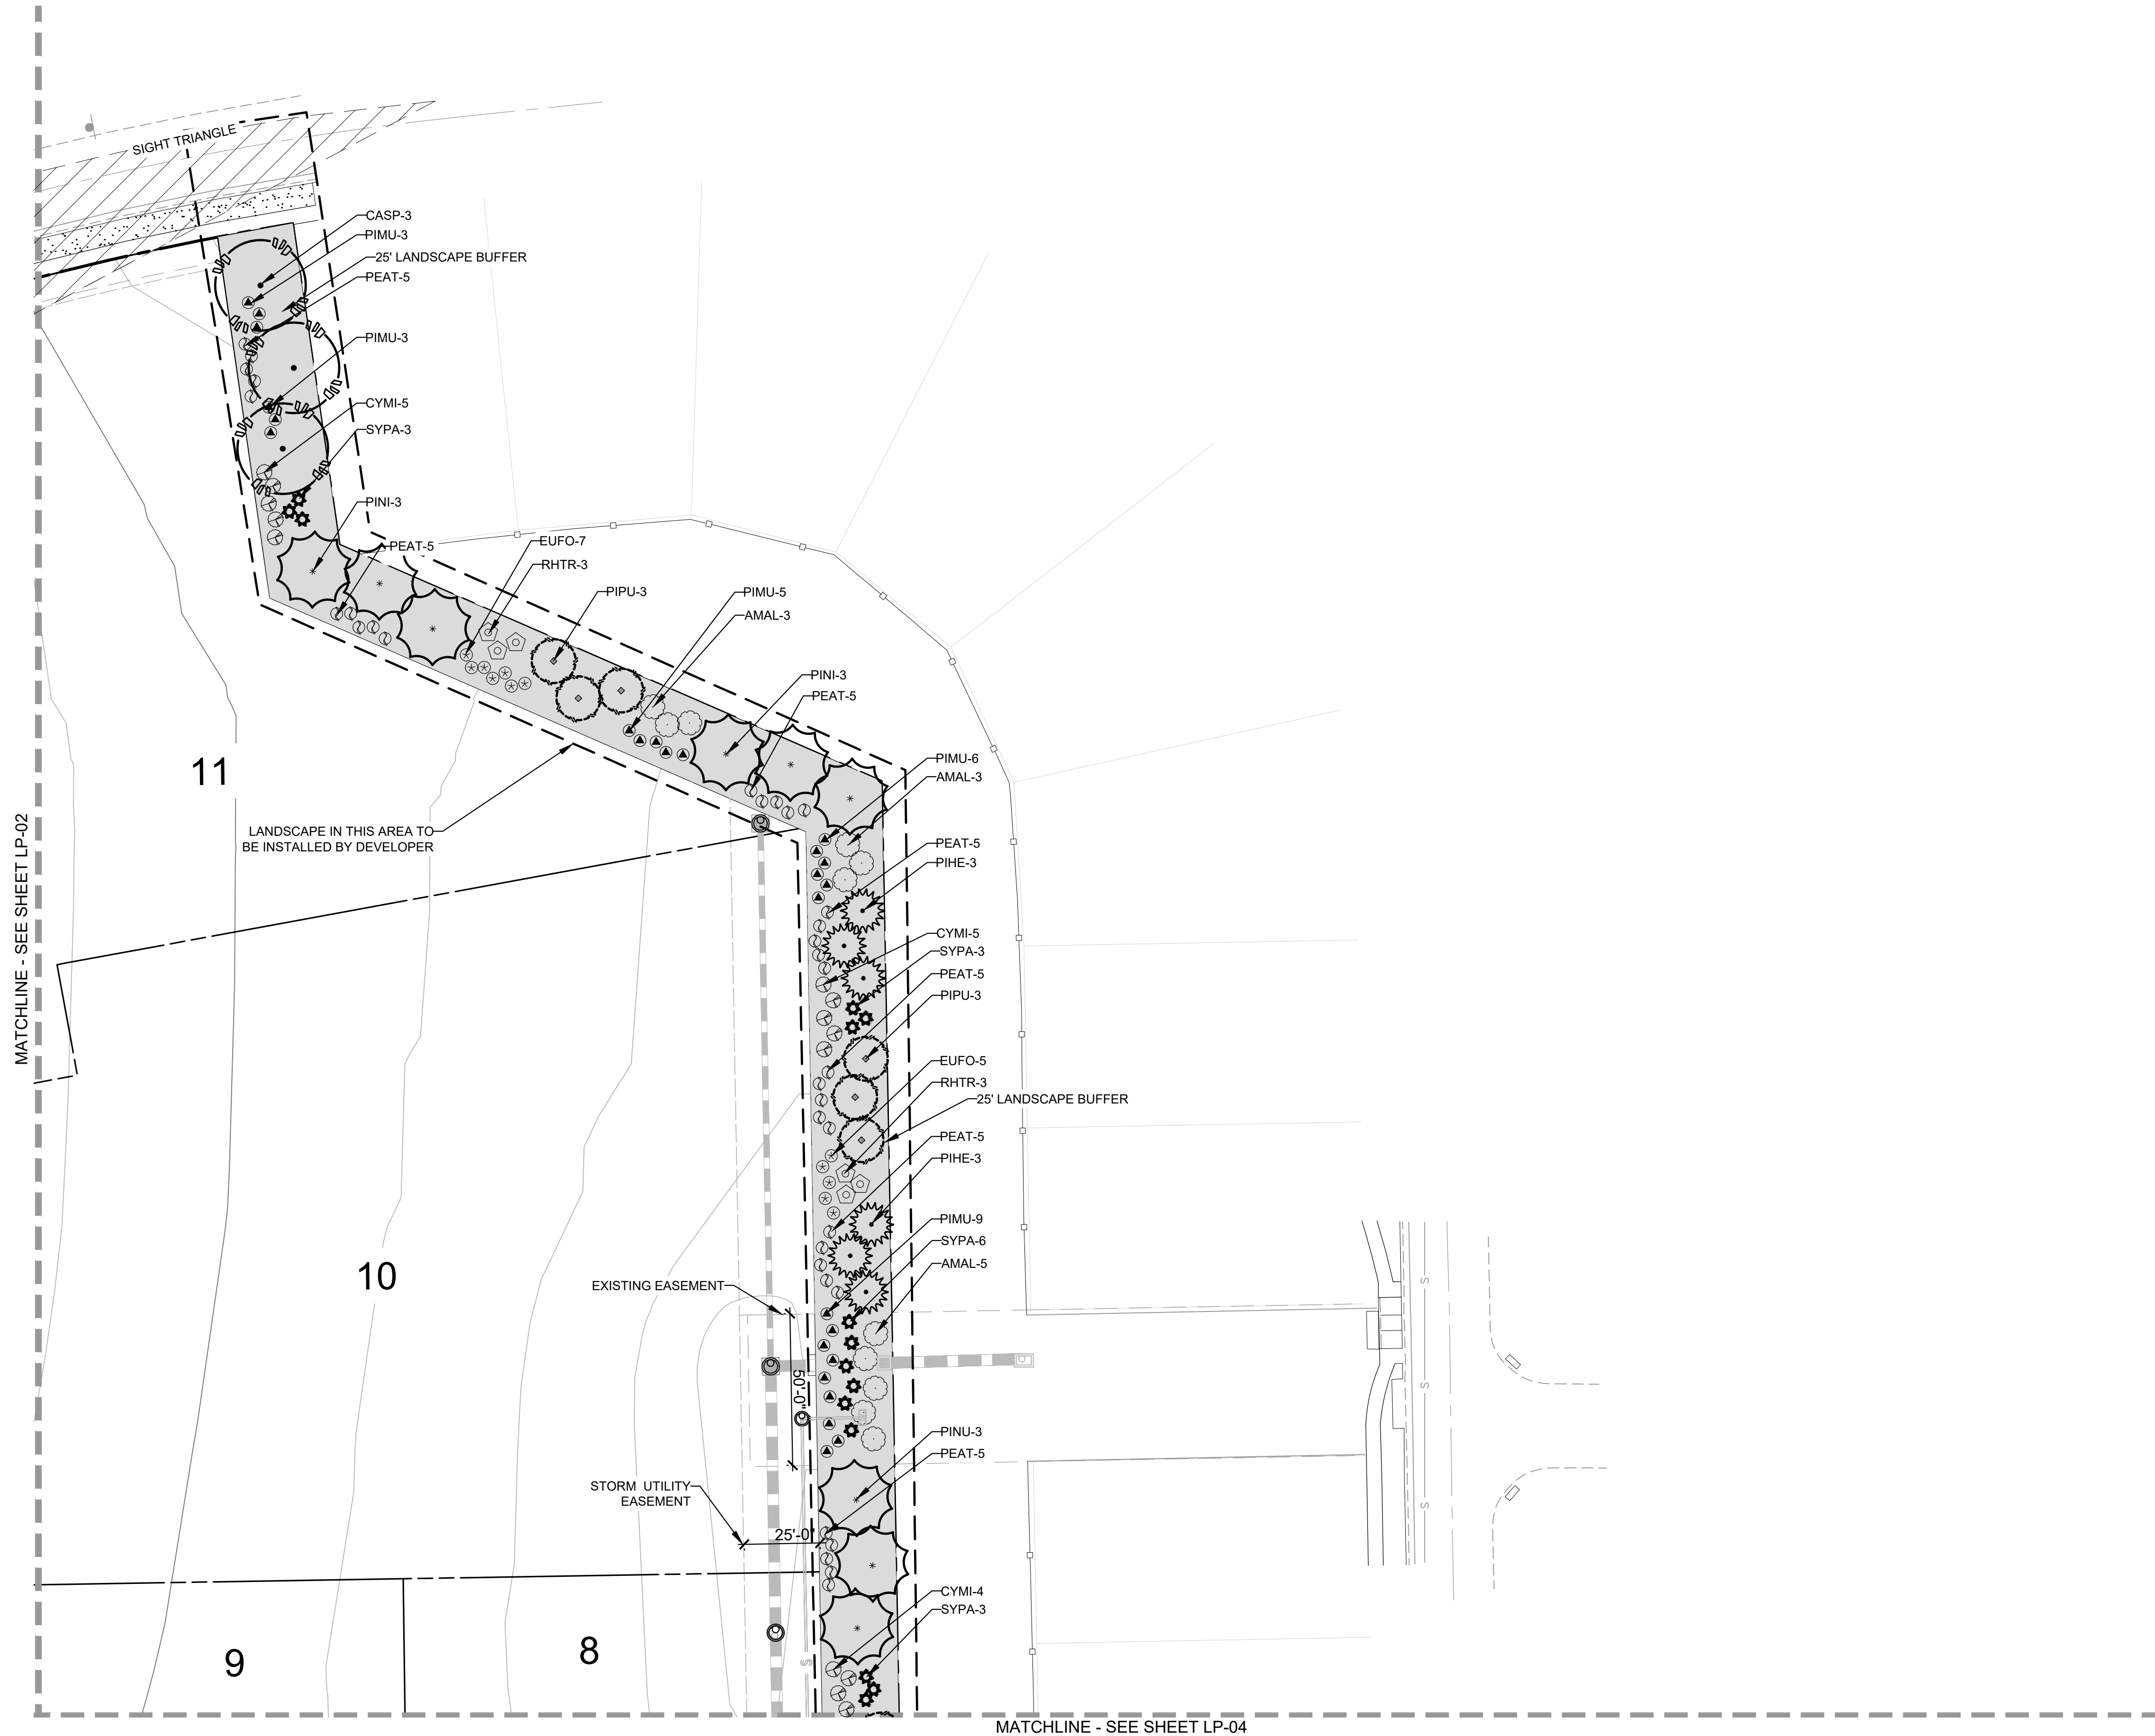 SIGHT TRIANGLE
CASP-3
PIMU-3
25' LANDSCAPE BUFFER
PEAT-5
PIMU-3
CYMI-5
SYPA-3
PINI-3
PEAT-5
EUFO-7
RHTR-3
PIPU-3
PIMU-5
AMAL-3
PINI-3
PEAT-5
11
PIMU-6
AMAL-3
LANDSCAPE IN THIS AREA TO
BE INSTALLED BY DEVELOPER
PEAT-5
PIHE-3
MATCHLINE - SEE SHEET LP-02
CYMI-5
SYPA-3
PEAT-5
PIPU-3
EUFO-5
RHTR-3
25' LANDSCAPE BUFFER
PEAT-5
PIHE-3
PIMU-9
SYPA-6
AMAL-5
10
EXISTING EASEMENT
S
50'-0"
S
PINU-3
PEAT-5
STORM UTILITY
EASEMENT
S
25'-0"
CYMI-4
SYPA-3
9
8
S
MATCHLINE - SEE SHEET LP-04